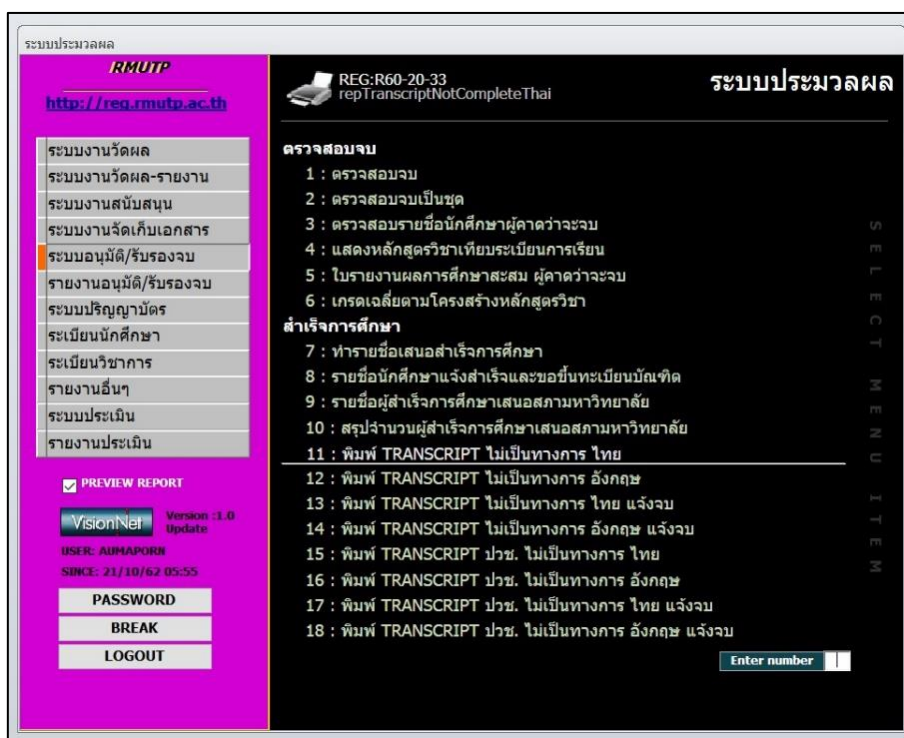 ระบบประมวลผล
RMUTP
http://reg.rmutp.ac.th
ระบบงานวัดผล
ระบบงานวัดผล-รายงาน
ระบบงานสนับสนุน
ระบบงานจัดเก็บเอกสาร
ระบบอนุมัติ/รับรองจบ
รายงานอนุมัติ/รับรองจบ
ระบบปริญญาบัตร
ระเบียนนักศึกษา
ระเบียนวิชาการ
รายงานอื่นๆ
ระบบประเมิน
รายงานประเมิน
PREVIEW REPORT
VisionNet
Version :1.0
Update
USER: AUMAPORN
SINCE: 21/10/62 05:55
PASSWORD
BREAK
LOGOUT
REG:R60-20-33
repTranscriptNotCompleteThai
ระบบประมวลผล
ตรวจสอบจบ
1 : ตรวจสอบจบ
2 : ตรวจสอบจบเป็นชุด
3 : ตรวจสอบรายชื่อนักศึกษาผู้คาดว่าจะจบ
4 : แสดงหลักสูตรวิชาเทียบระเบียนการเรียน
5 : ใบรายงานผลการศึกษาสะสม ผู้คาดว่าจะจบ
6 : เกรดเฉลี่ยตามโครงสร้างหลักสูตรวิชา
สำเร็จการศึกษา
7 : ทำรายชื่อเสนอสำเร็จการศึกษา
8 : รายชื่อนักศึกษาแจ้งสำเร็จและขอขึ้นทะเบียนบัณฑิต
9 : รายชื่อผู้สำเร็จการศึกษาเสนอสภามหาวิทยาลัย
10 : สรุปจำนวนผู้สำเร็จการศึกษาเสนอสภามหาวิทยาลัย
11 : พิมพ์ TRANSCRIPT ไม่เป็นทางการ ไทย
12 : พิมพ์ TRANSCRIPT ไม่เป็นทางการ อังกฤษ
13 : พิมพ์ TRANSCRIPT ไม่เป็นทางการ ไทย แจ้งจบ
14 : พิมพ์ TRANSCRIPT ไม่เป็นทางการ อังกฤษ แจ้งจบ
15 : พิมพ์ TRANSCRIPT ปวช. ไม่เป็นทางการ ไทย
16 : พิมพ์ TRANSCRIPT ปวช. ไม่เป็นทางการ อังกฤษ
17 : พิมพ์ TRANSCRIPT ปวช. ไม่เป็นทางการ ไทย แจ้งจบ
18 : พิมพ์ TRANSCRIPT ปวช. ไม่เป็นทางการ อังกฤษ แจ้งจบ
Enter number
SELECT MENU ITEM